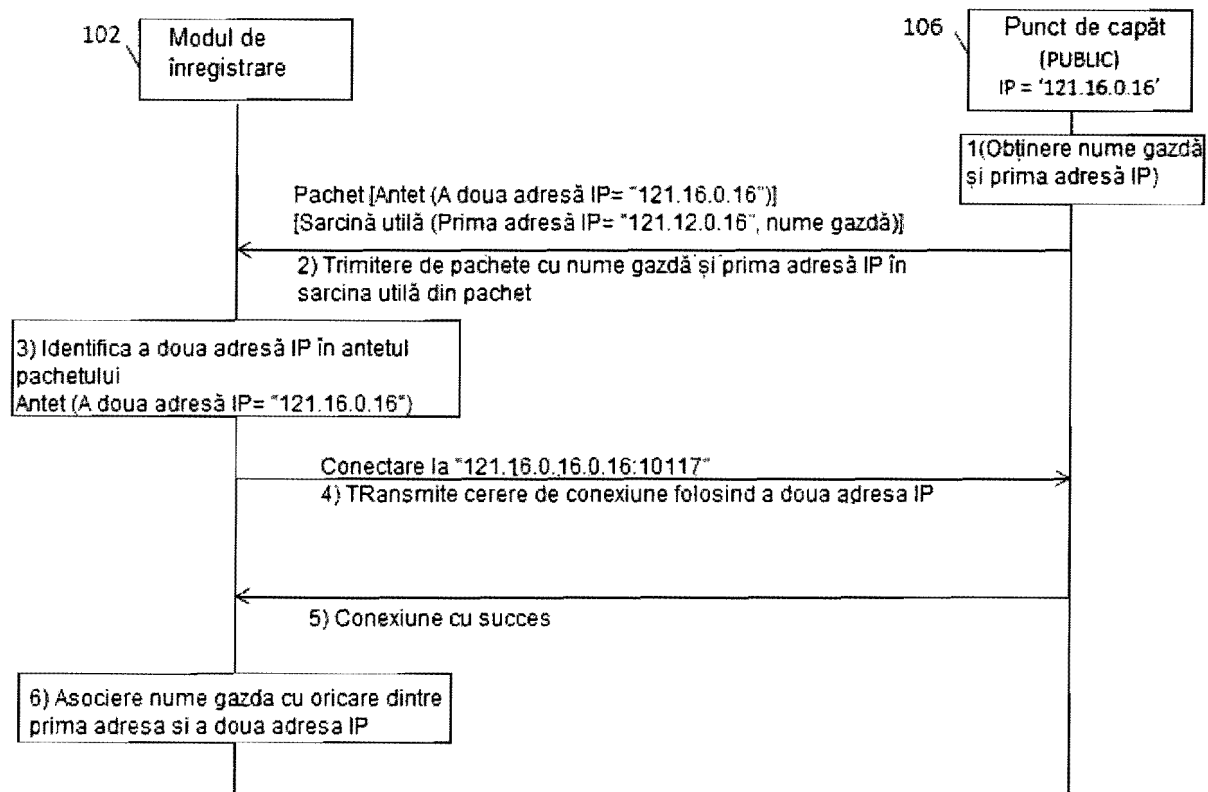 102
Modul de
înregistrare
106
Punct de capăt
(PUBLIC)
IP = '121.16.0.16'
1(Obținere nume gazdă
și prima adresă IP)
Pachet [Antet (A doua adresă IP= "121.16.0.16")]
[Sarcină utilă (Prima adresă IP= "121.12.0.16", nume gazdă)]
2) Trimitere de pachete cu nume gazdă și prima adresă IP în
sarcina utilă din pachet
3) Identifica a doua adresă IP în antetul
pachetului
Antet (A doua adresă IP= "121.16.0.16")
Conectare la "121.16.0.16.0.16:10117"
4) TRansmite cerere de conexiune folosind a doua adresa IP
5) Conexiune cu succes
6) Asociere nume gazda cu oricare dintre
prima adresa si a doua adresa IP